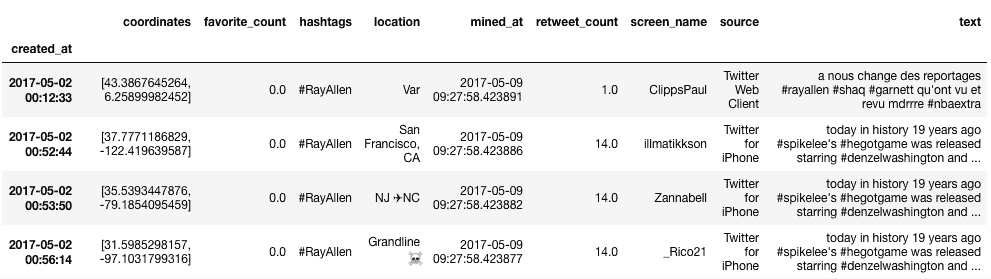 coordinates favorite_count hashtags location mined_at retweet_count screen_name source text
created_at
2017-05-02 00:12:33 [43.3867645264, 6.25899982452] 0.0 #RayAllen Var 2017-05-09 09:27:58.423891 1.0 ClippsPaul Twitter Web Client a nous change des reportages #rayallen #shaq #garnett qu'ont vu et revu mdrrre #nbaextra
2017-05-02 00:52:44 [37.7771186829, -122.419639587] 0.0 #RayAllen San Francisco, CA 2017-05-09 09:27:58.423886 14.0 illmatikkson Twitter for iPhone today in history 19 years ago #spikelee's #hegotgame was released starring #denzelwashington and ...
2017-05-02 00:53:50 [35.5393447876, -79.1854095459] 0.0 #RayAllen NJ ✈NC 2017-05-09 09:27:58.423882 14.0 Zannabell Twitter for iPhone today in history 19 years ago #spikelee's #hegotgame was released starring #denzelwashington and ...
2017-05-02 00:56:14 [31.5985298157, -97.1031799316] 0.0 #RayAllen Grandline ☠ 2017-05-09 09:27:58.423877 14.0 _Rico21 Twitter for iPhone today in history 19 years ago #spikelee's #hegotgame was released starring #denzelwashington and ...